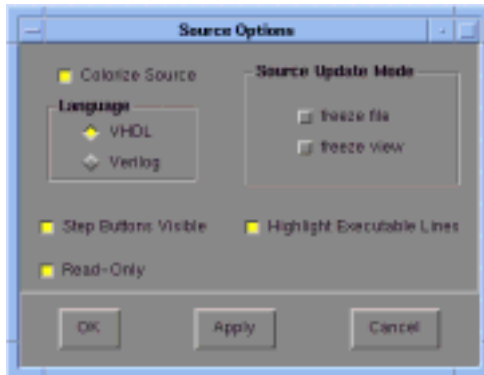 Source Options
Colorize Source
Source Update Mode
Language
VHDL
Verilog
freeze file
freeze view
Step Buttons Visible
Highlight Executable Lines
Read-Only
OK
Apply
Cancel